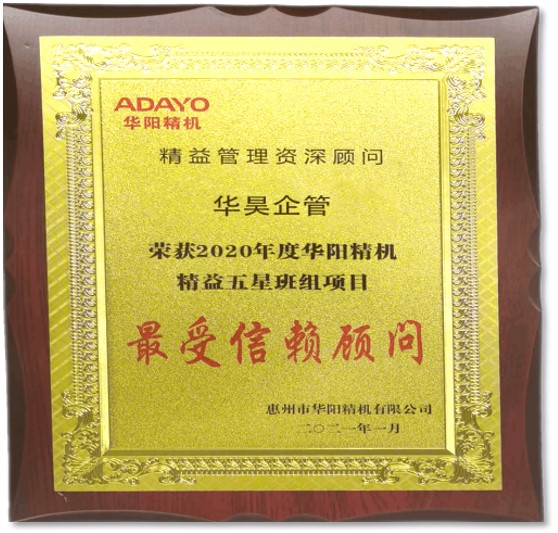 ADAYO
华阳精机
精益管理资深顾问
华昊企管
荣获2020年度华阳精机
精益五星班组项目
最受信赖顾问
惠州市华阳精机有限公司
二〇二一年一月